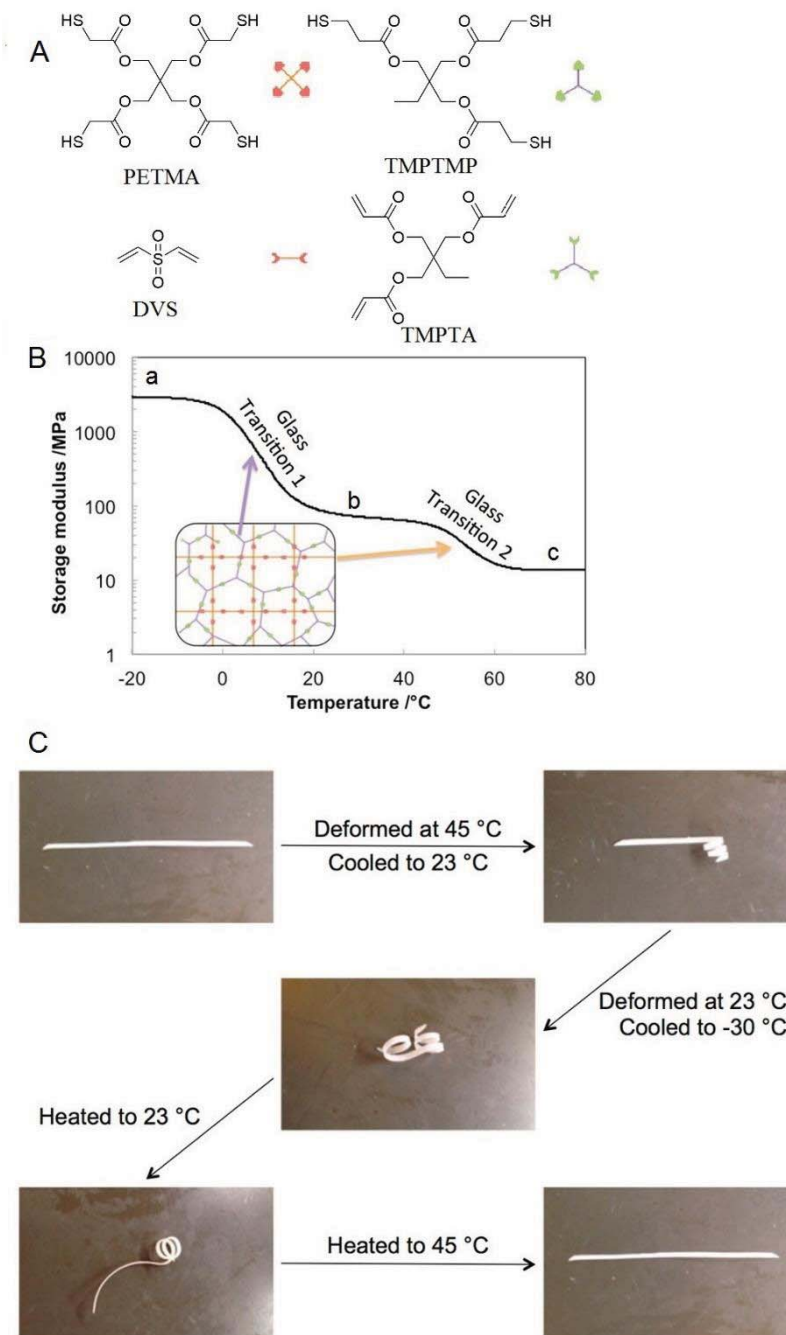 A
HS SH HS
O O O O O SH
O O O O O
O O O O O
HS O O SH O SH
PETMA TMPTMP
O O O
S O O
O O
DVS O
TMPTA
B
10000
1000
100
10
1
Storage modulus /MPa
a
Glass
Transition 1
b
Glass
Transition 2
c
-20 0 20 40 60 80
Temperature /°C
C
Deformed at 45 °C
Cooled to 23 °C
Deformed at 23 °C
Cooled to -30 °C
Heated to 23 °C
Heated to 45 °C